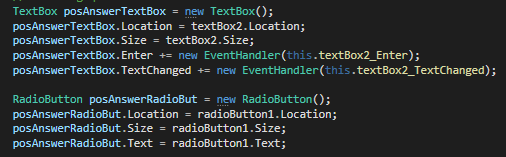 TextBox posAnswerTextBox = new TextBox();
posAnswerTextBox.Location = textBox2.Location;
posAnswerTextBox.Size = textBox2.Size;
posAnswerTextBox.Enter += new EventHandler(this.textBox2_Enter);
posAnswerTextBox.TextChanged += new EventHandler(this.textBox2_TextChanged);
RadioButton posAnswerRadioBut = new RadioButton();
posAnswerRadioBut.Location = radioButton1.Location;
posAnswerRadioBut.Size = radioButton1.Size;
posAnswerRadioBut.Text = radioButton1.Text;